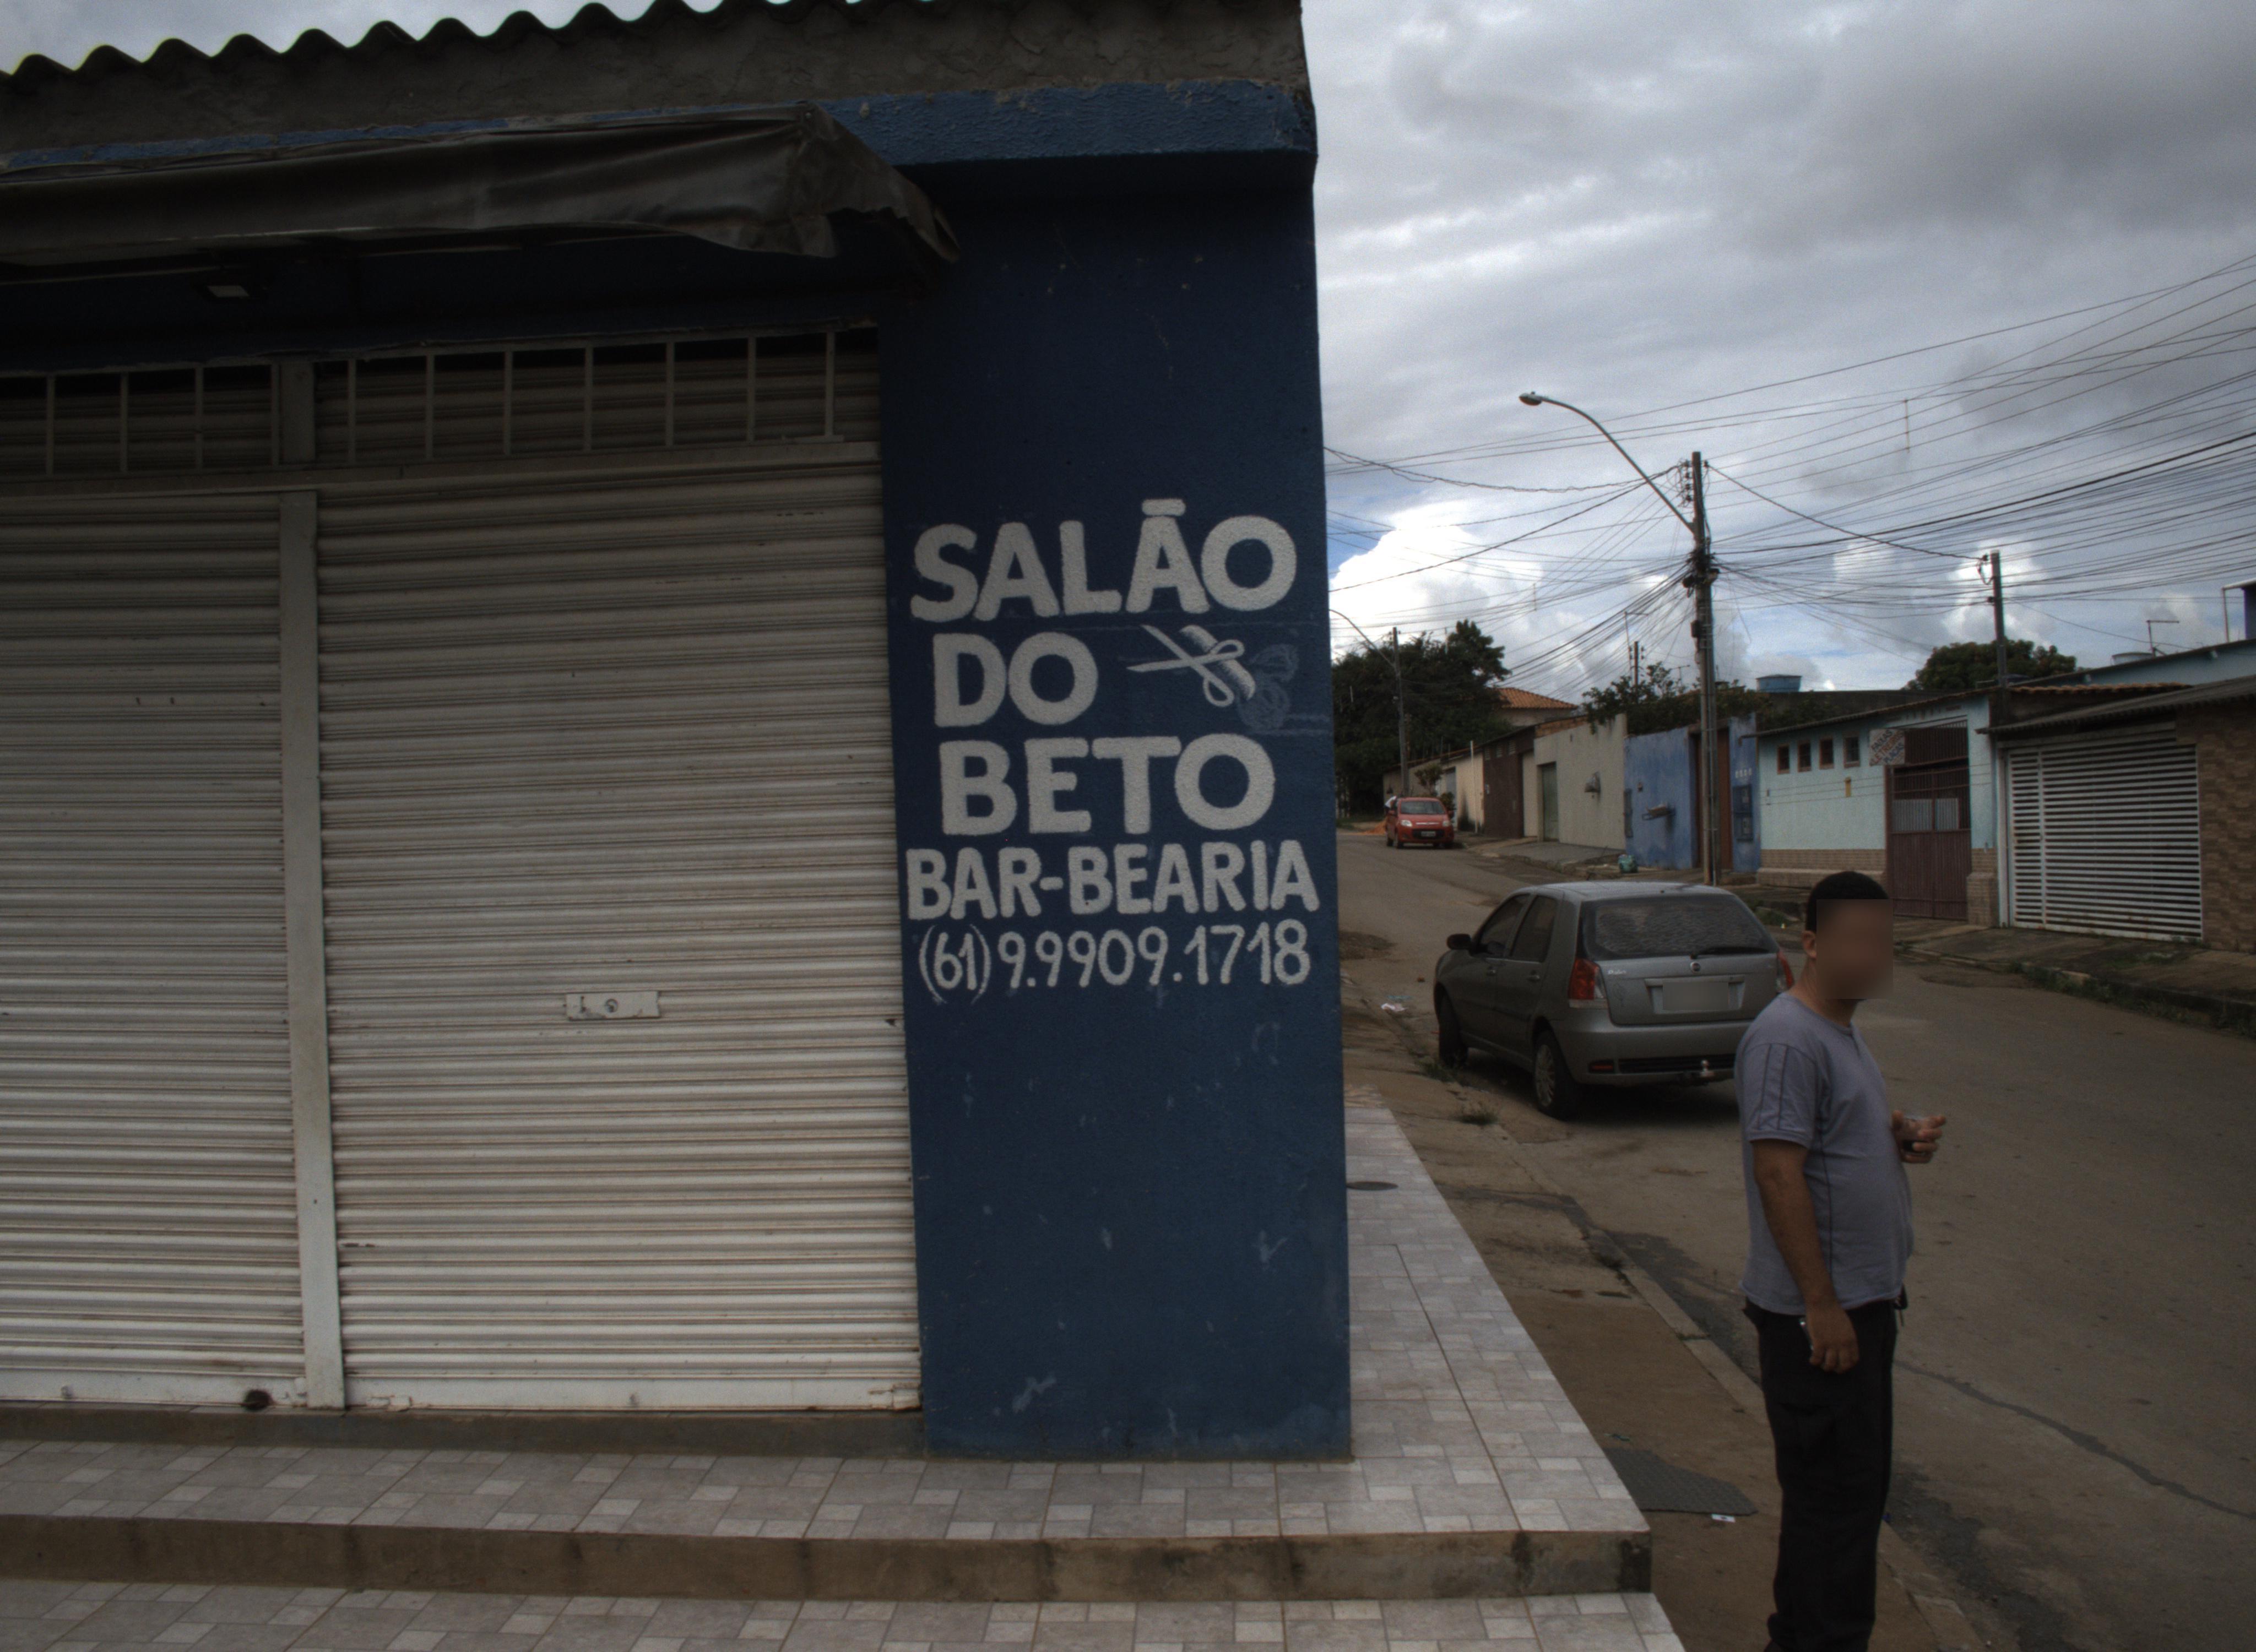 SALÃO
DO
BETO
BAR-BEARIA
(61) 9.9909.1718